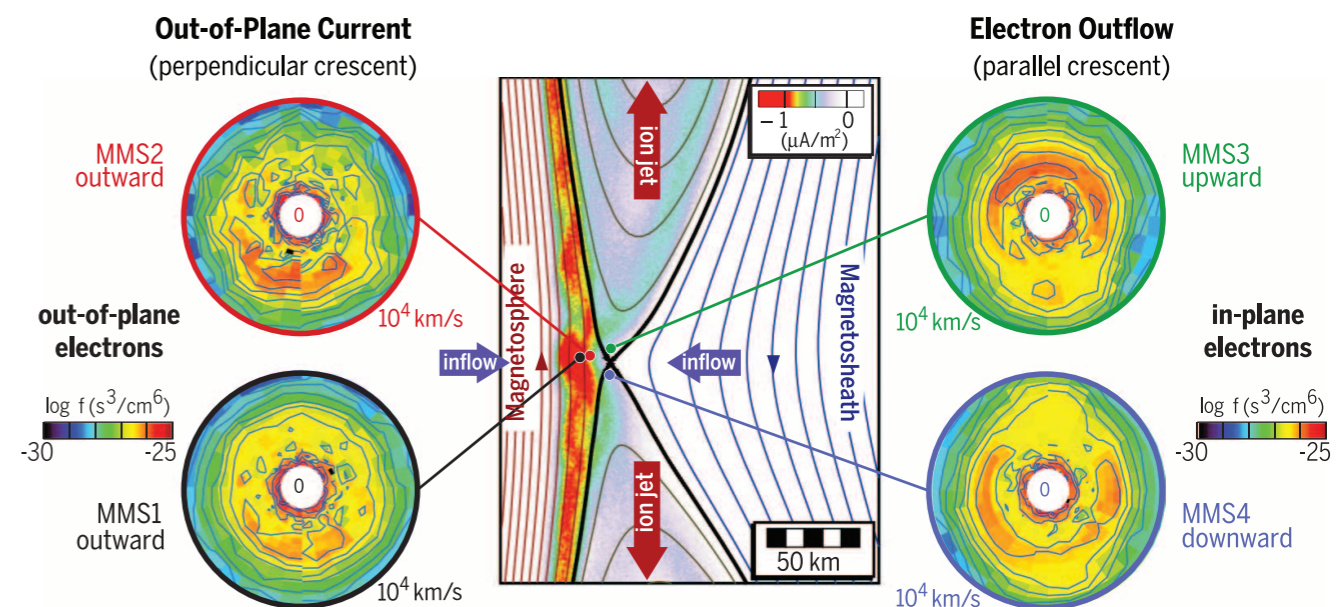 Out-of-Plane Current
(perpendicular crescent)
Electron Outflow
(parallel crescent)
MMS2
outward
0
10⁴ km/s
out-of-plane
electrons
log f (s³/cm⁶)
-30
-25
MMS1
outward
0
10⁴ km/s
ion jet
− 1
0
(μA/m²)
Magnetosphere
Magnetosheath
inflow
inflow
ion jet
50 km
MMS3
upward
0
10⁴ km/s
in-plane
electrons
log f (s³/cm⁶)
-30
-25
MMS4
downward
0
10⁴ km/s